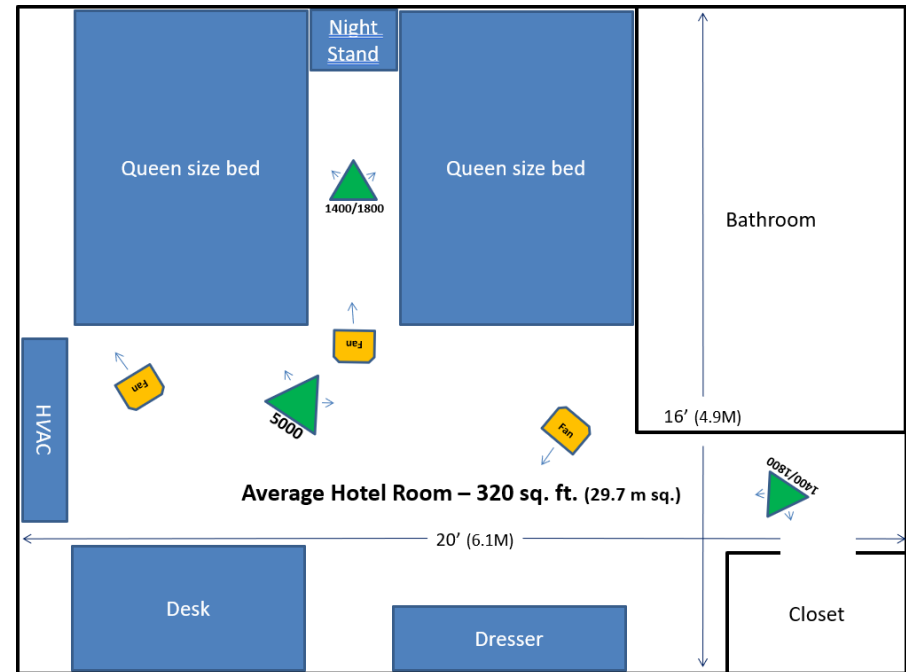 Night
Stand
Queen size bed
Queen size bed
1400/1800
Bathroom
Fan
Fan
HVAC
5000
Fan
16’ (4.9M)
1400/1800
Average Hotel Room – 320 sq. ft. (29.7 m sq.)
20’ (6.1M)
Desk
Dresser
Closet